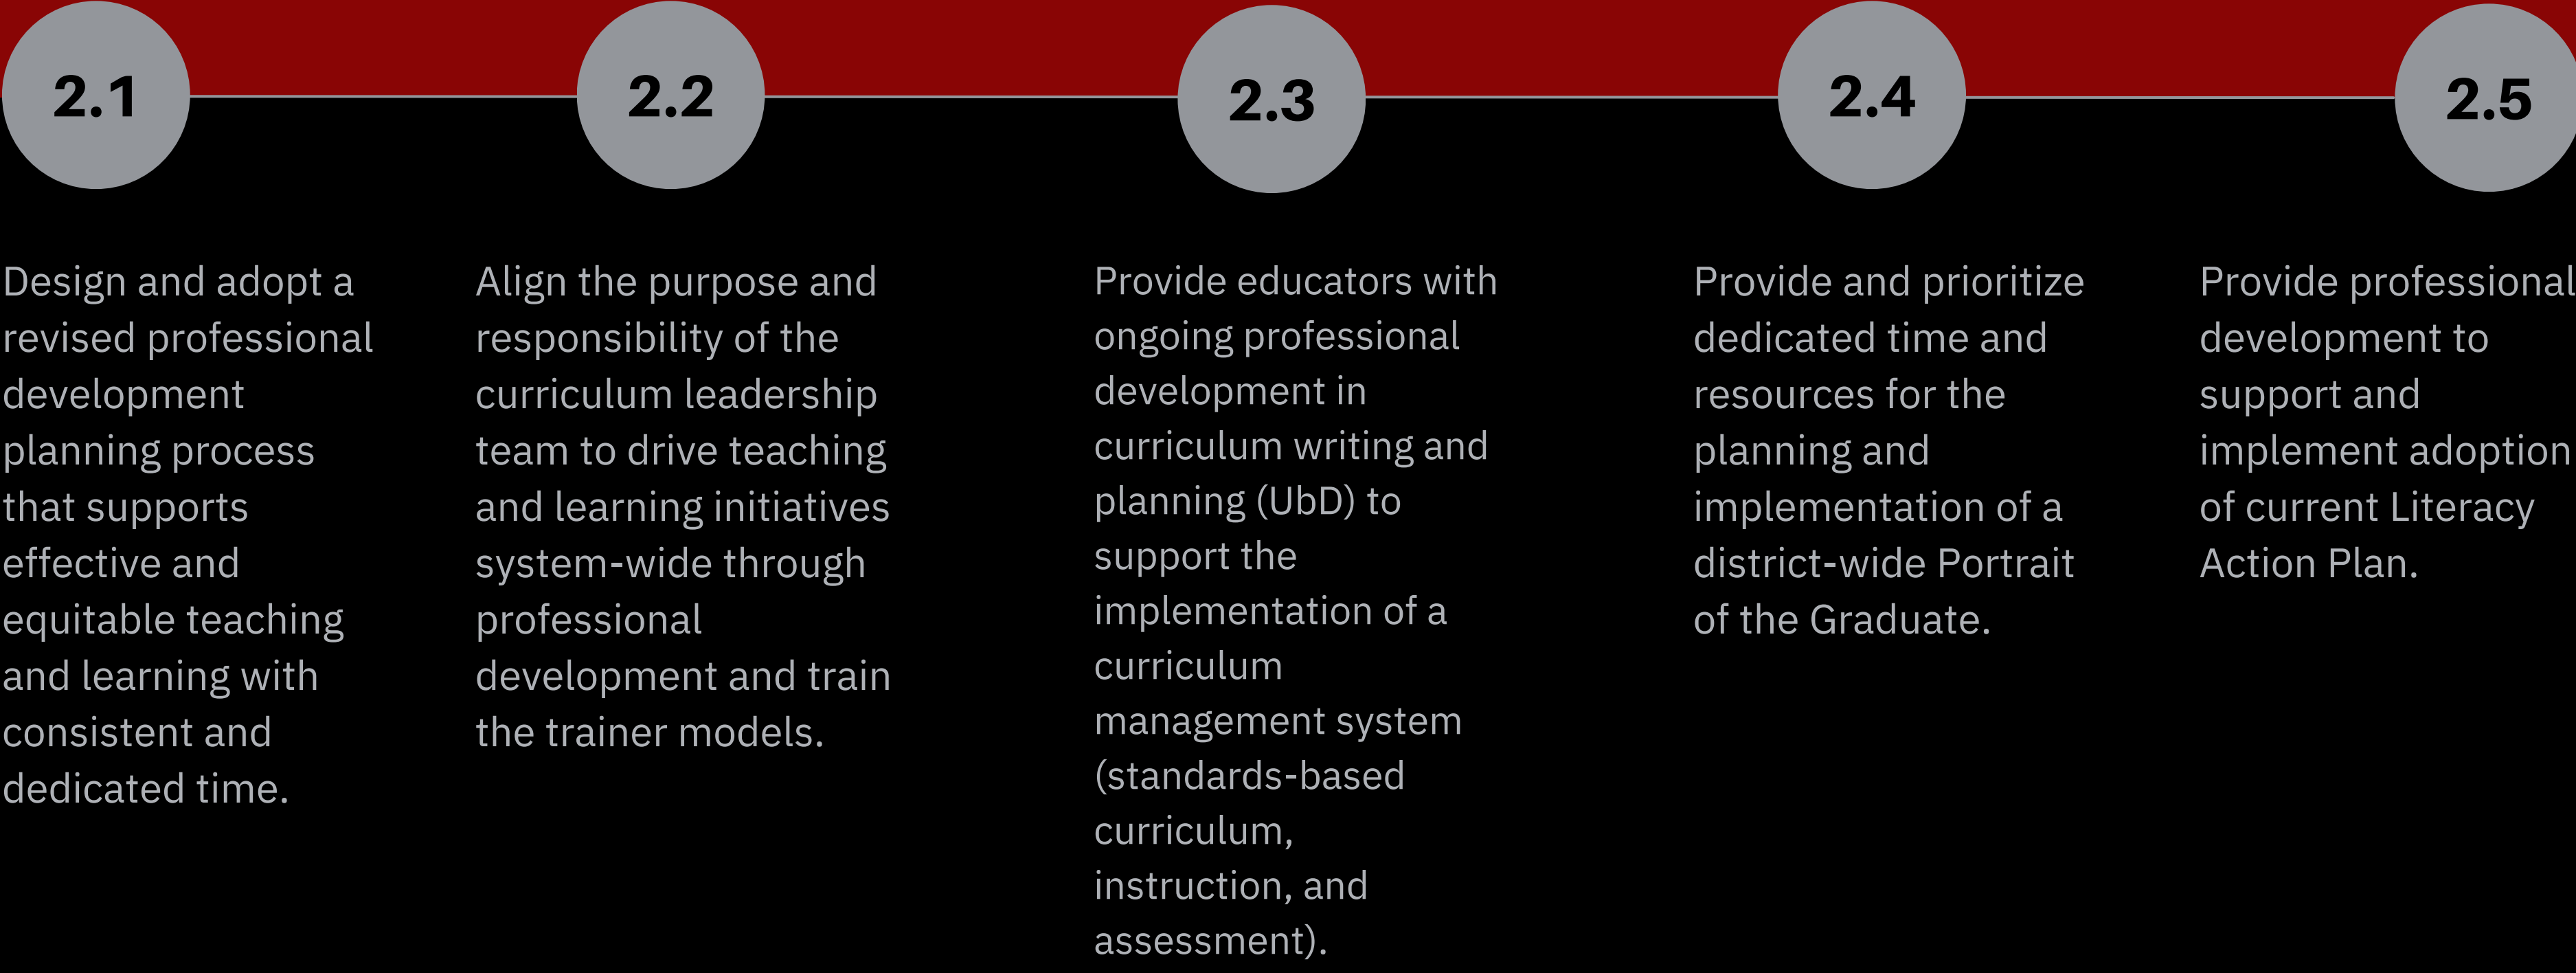 2.1
Design and adopt a
revised professional
development
planning process
that supports
effective and
equitable teaching
and learning with
consistent and
dedicated time.
2.2
Align the purpose and
responsibility of the
curriculum leadership
team to drive teaching
and learning initiatives
system-wide through
professional
development and train
the trainer models.
2.3
Provide educators with
ongoing professional
development in
curriculum writing and
planning (UbD) to
support the
implementation of a
curriculum
management system
(standards-based
curriculum,
instruction, and
assessment).
2.4
Provide and prioritize
dedicated time and
resources for the
planning and
implementation of a
district-wide Portrait
of the Graduate.
2.5
Provide professional
development to
support and
implement adoption
of current Literacy
Action Plan.